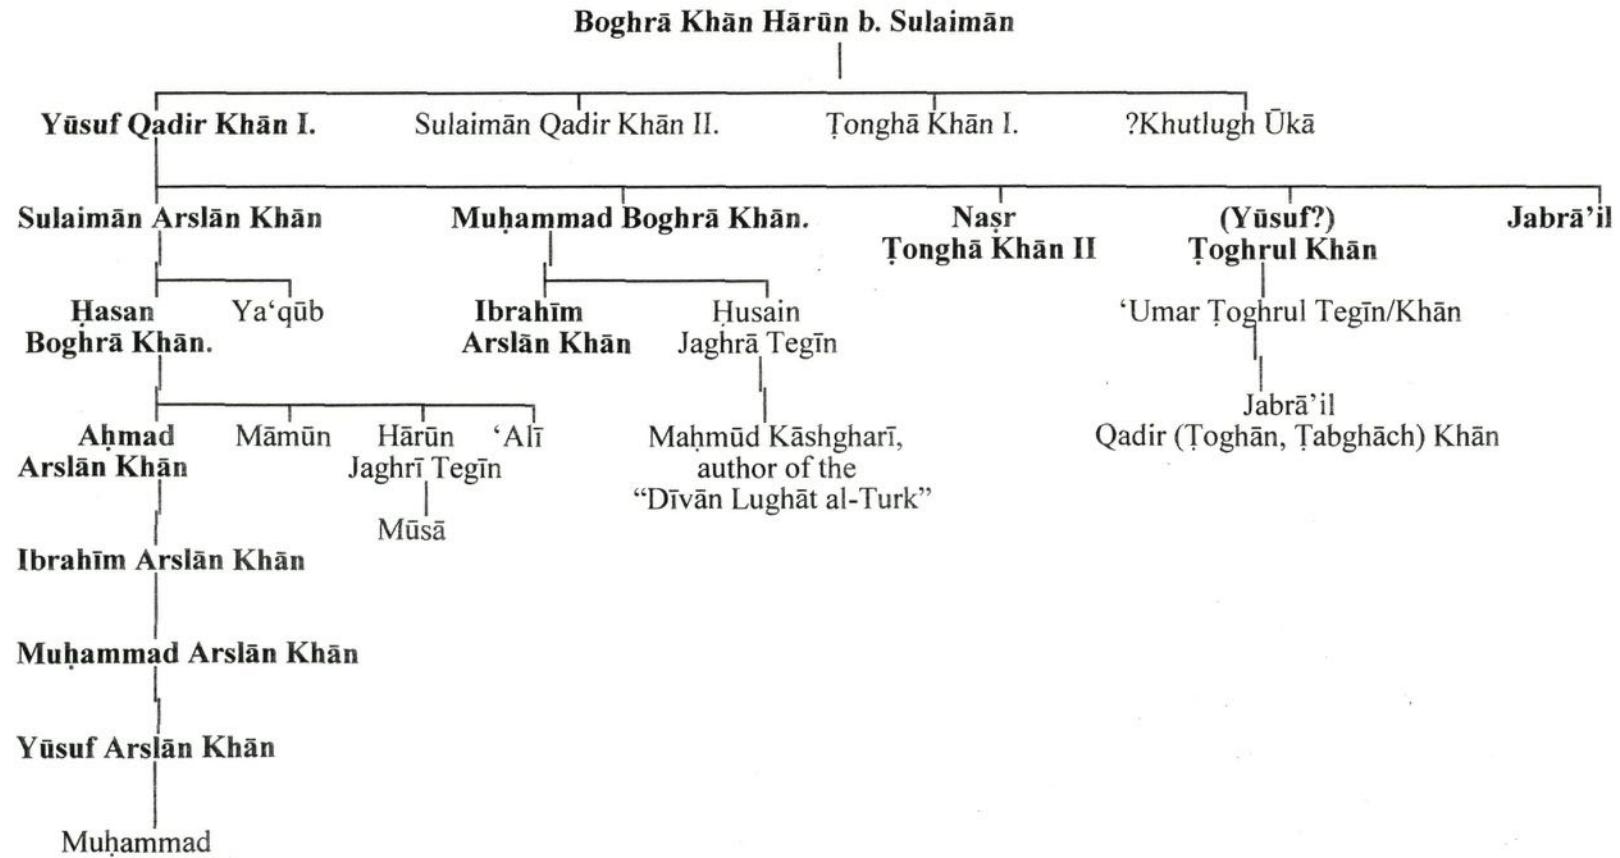 Boghrā Khān Hārūn b. Sulaimān
Yūsuf Qadir Khān I. Sulaimān Qadir Khān II. Ṭonghā Khān I. ?Khutlugh Ūkā
Sulaimān Arslān Khān Muḥammad Boghrā Khān. Naṣr (Yūsuf?) Jabrā’il
Ṭonghā Khān II Ṭoghrul Khān
Ḥasan Ya‘qūb Ibrahīm Ḥusain ‘Umar Ṭoghrul Tegīn/Khān
Boghrā Khān. Arslān Khān Jaghrā Tegīn
Jabrā’il
Aḥmad Māmūn Hārūn ‘Alī Maḥmūd Kāshgharī, Qadir (Ṭoghān, Ṭabghāch) Khān
Arslān Khān Jaghrī Tegīn author of the
“Dīvān Lughāt al-Turk”
Mūsā
Ibrahīm Arslān Khān
Muḥammad Arslān Khān
Yūsuf Arslān Khān
Muḥammad